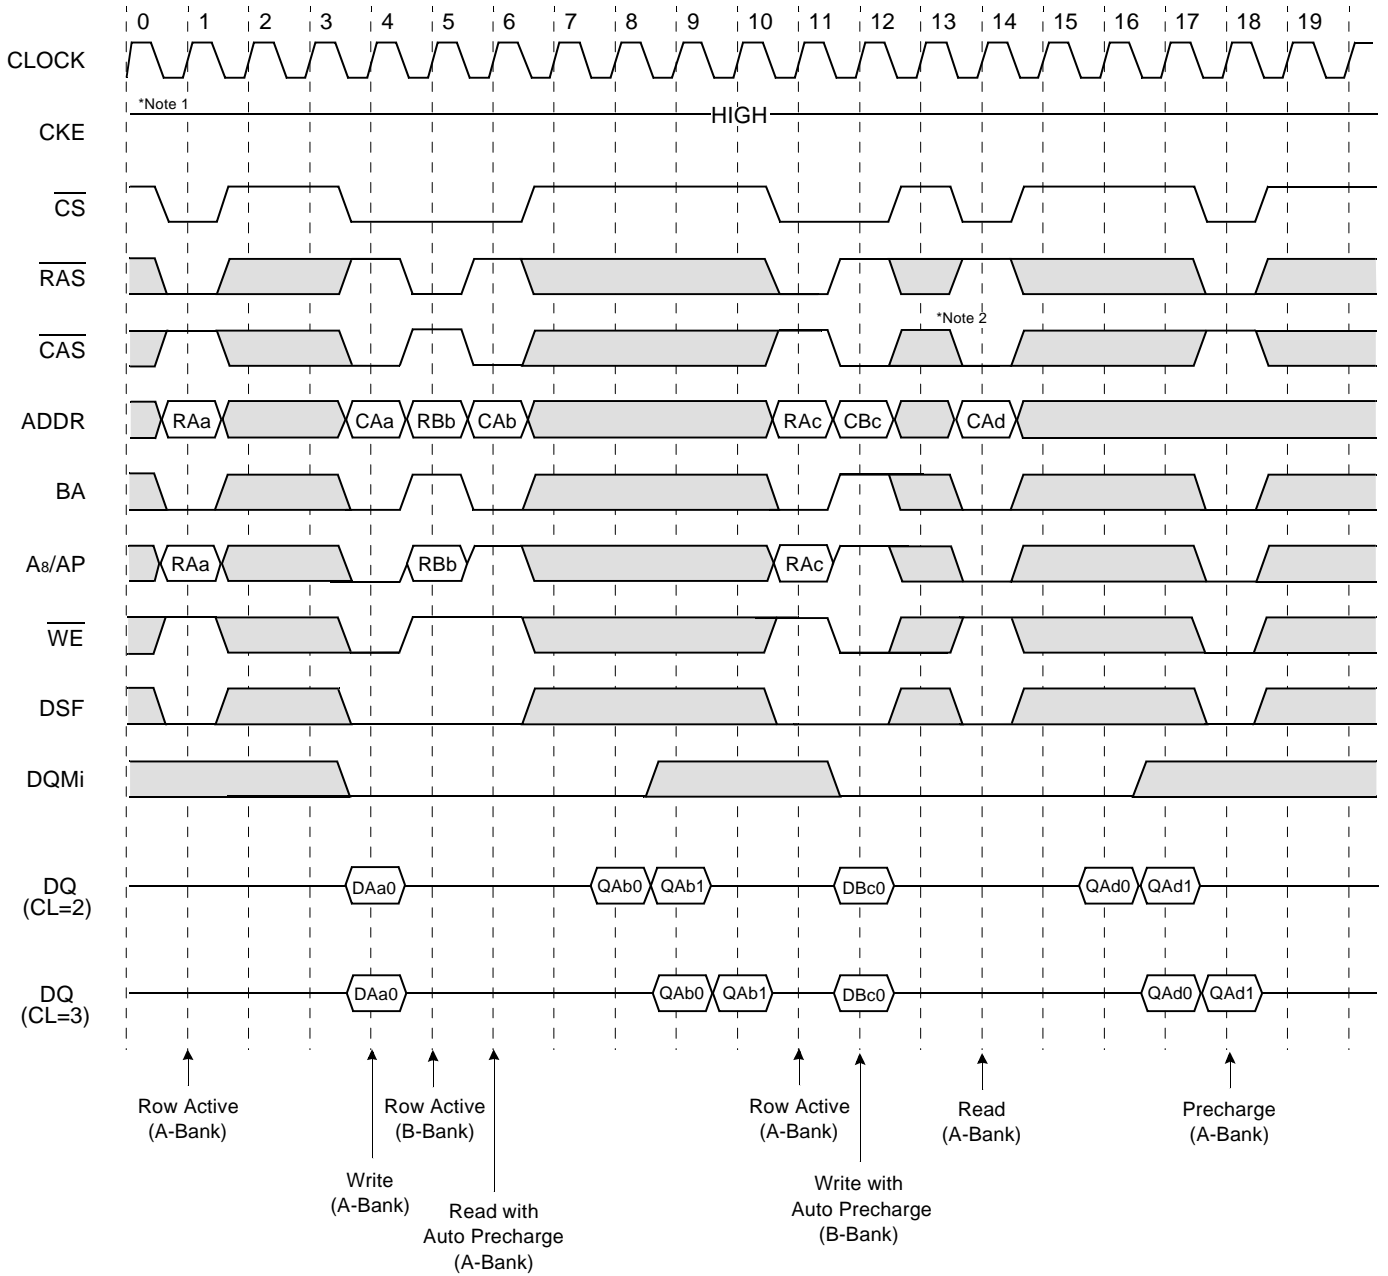 0 1 2 3 4 5 6 7 8 9 10 11 12 13 14 15 16 17 18 19
CLOCK
*Note 1
HIGH
CKE
CS
RAS
*Note 2
CAS
ADDR RAa CAa RBb CAb RAc CBc CAd
BA
A8/AP RAa RBb RAc
WE
DSF
DQMi
DQ
(CL=2)
DAa0 QAb0 QAb1 DBc0 QAd0 QAd1
DQ
(CL=3)
DAa0 QAb0 QAb1 DBc0 QAd0 QAd1
Row Active
(A-Bank)
Row Active
(B-Bank)
Row Active
(A-Bank)
Read
(A-Bank)
Precharge
(A-Bank)
Write
(A-Bank)
Write with
Auto Precharge
(B-Bank)
Read with
Auto Precharge
(A-Bank)